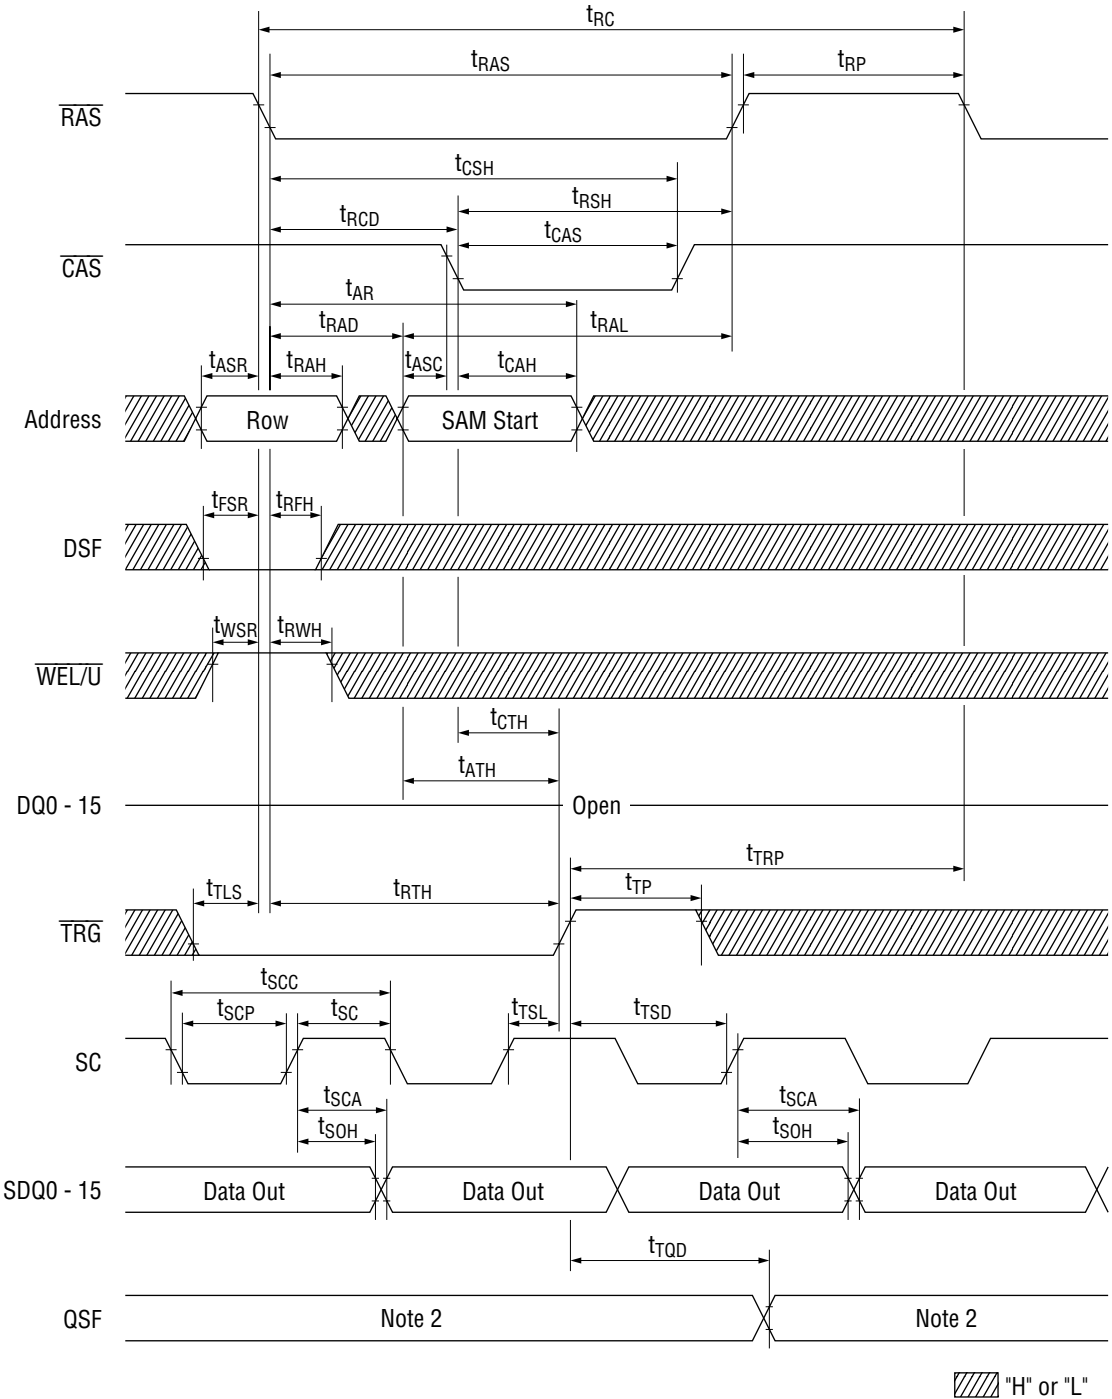 tRC
tRAS tRP
RAS
tCSH
tRSH
tRCD
tCAS
CAS
tAR
tRAD tRAL
tASR tRAH tASC tCAH
Address Row SAM Start
tFSR tRFH
DSF
tWSR tRWH
WEL/U
tCTH
tATH
DQ0 - 15 Open
tTRP
tTLS tRTH tTP
TRG
tSCC
tSCP tSC tTSL tTSD
SC
tSCA tSCA
tSOH tSOH
SDQ0 - 15 Data Out Data Out Data Out Data Out
tTQD
QSF Note 2 Note 2
"H" or "L"